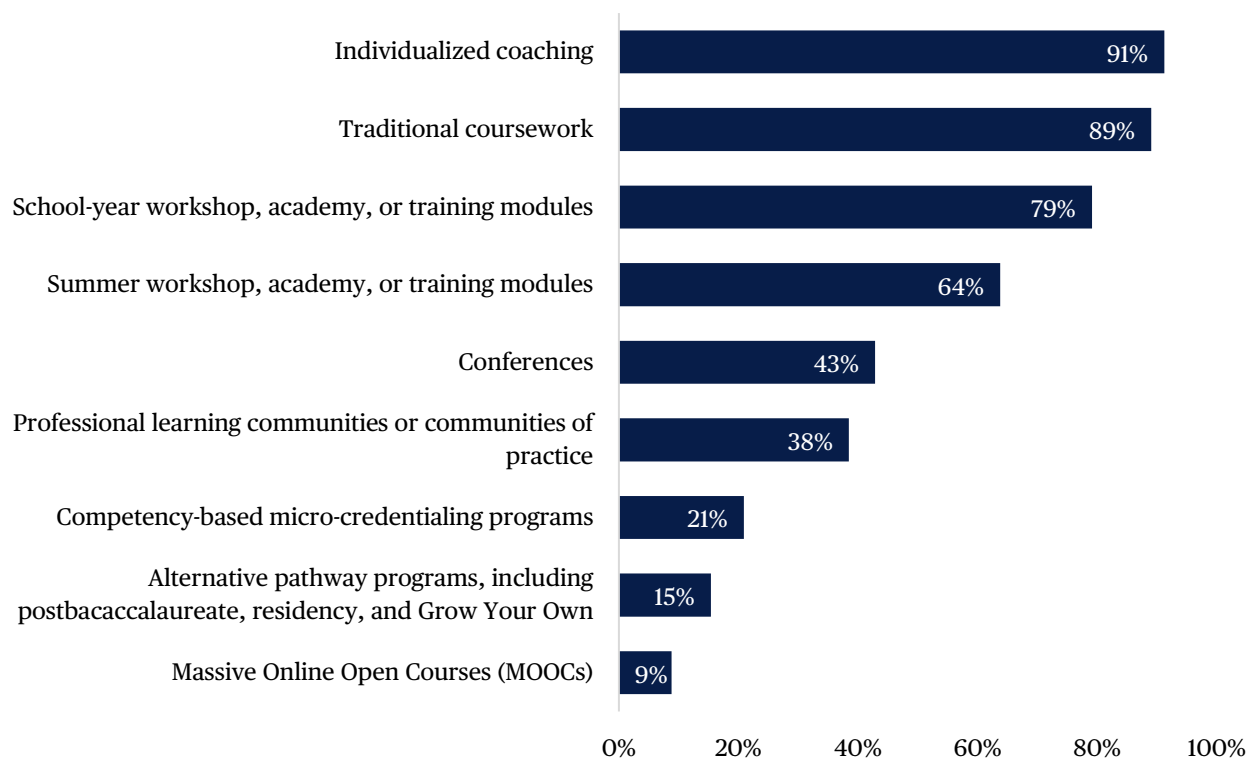 Individualized coaching
91%
Traditional coursework
89%
School-year workshop, academy, or training modules
79%
Summer workshop, academy, or training modules
64%
Conferences
43%
Professional learning communities or communities of
practice
38%
Competency-based micro-credentialing programs
21%
Alternative pathway programs, including
postbacaccalaureate, residency, and Grow Your Own
15%
Massive Online Open Courses (MOOCs)
9%
0% 20% 40% 60% 80% 100%